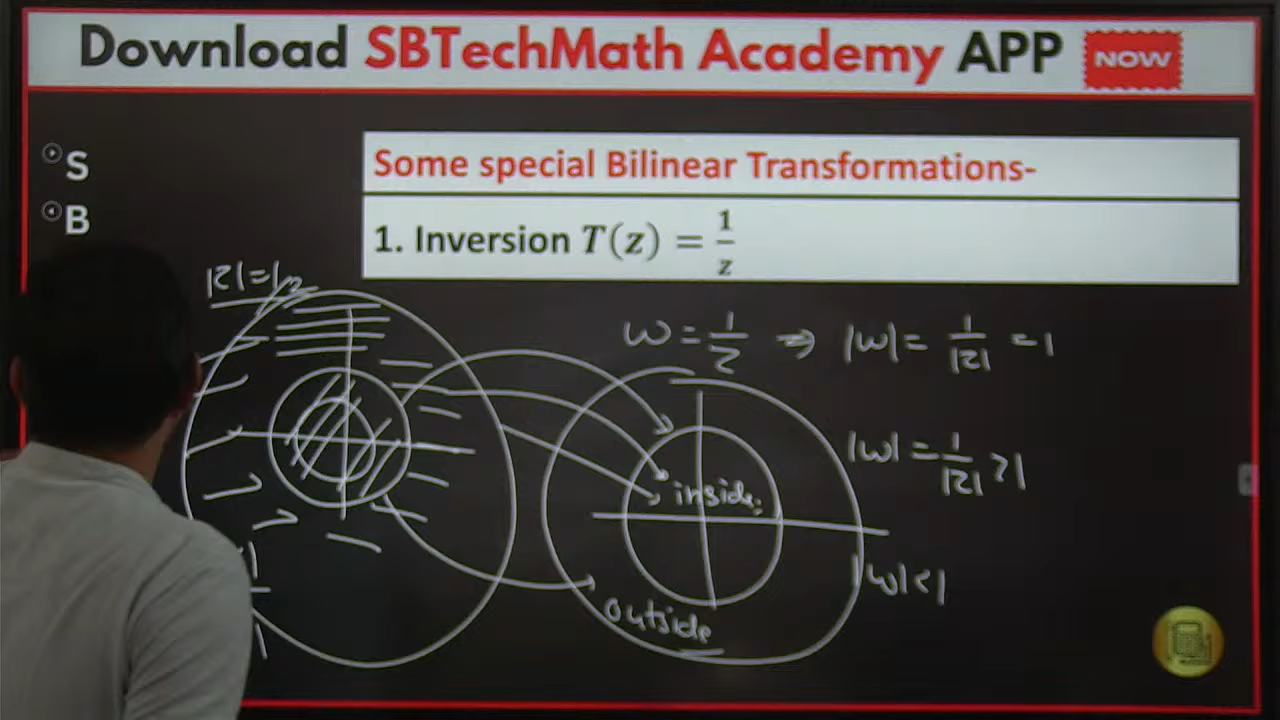 Download SBTechMath Academy APP NOW
S
B
Some special Bilinear Transformations-
1. Inversion T(z) = 1/z
|z|=1/2
w = 1/z ⇒ |w| = 1/|z| = 1
|w| = 1/|z| > 1
inside
|w|<1
outside